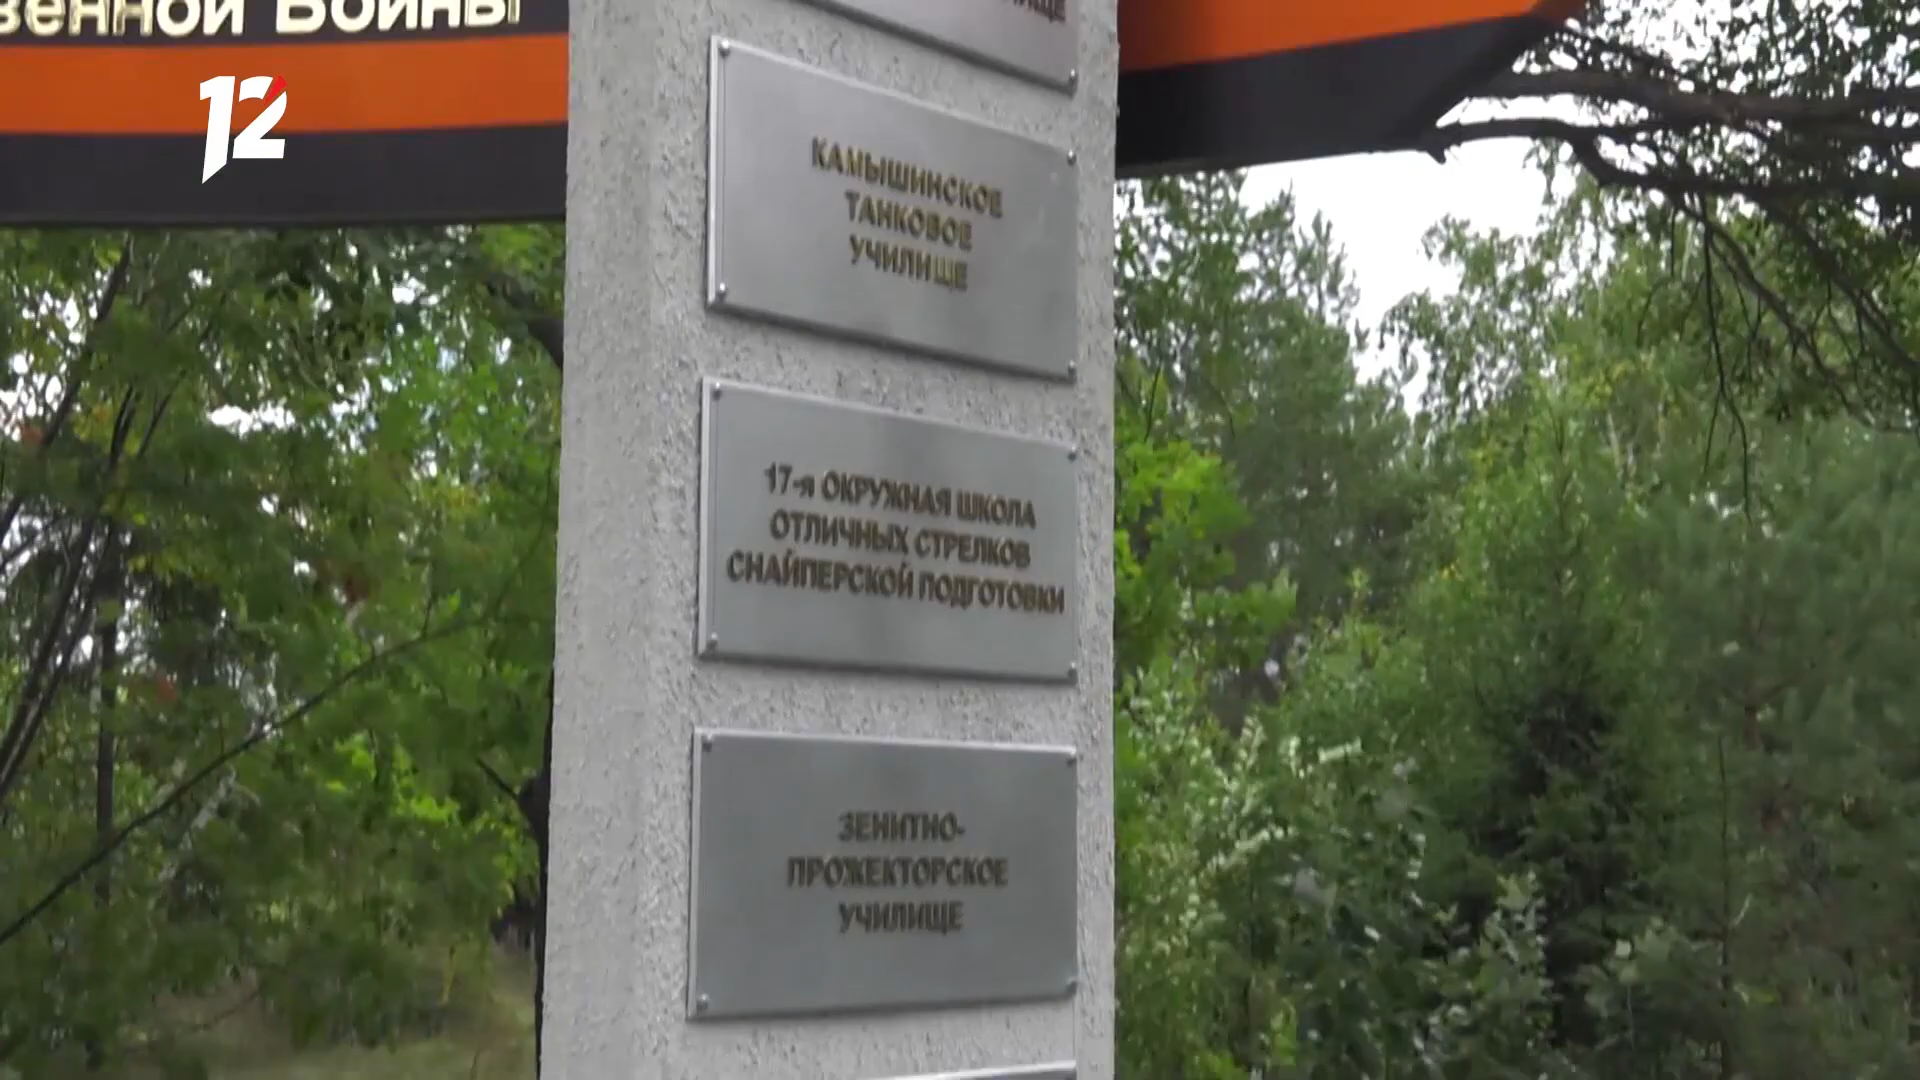 венной Войны
12
КАМЫШИНСКОЕ
ТАНКОВОЕ
УЧИЛИЩЕ
17-я ОКРУЖНАЯ ШКОЛА
ОТЛИЧНЫХ СТРЕЛКОВ
СНАЙПЕРСКОЙ ПОДГОТОВКИ
ЗЕНИТНО-
ПРОЖЕКТОРСКОЕ
УЧИЛИЩЕ